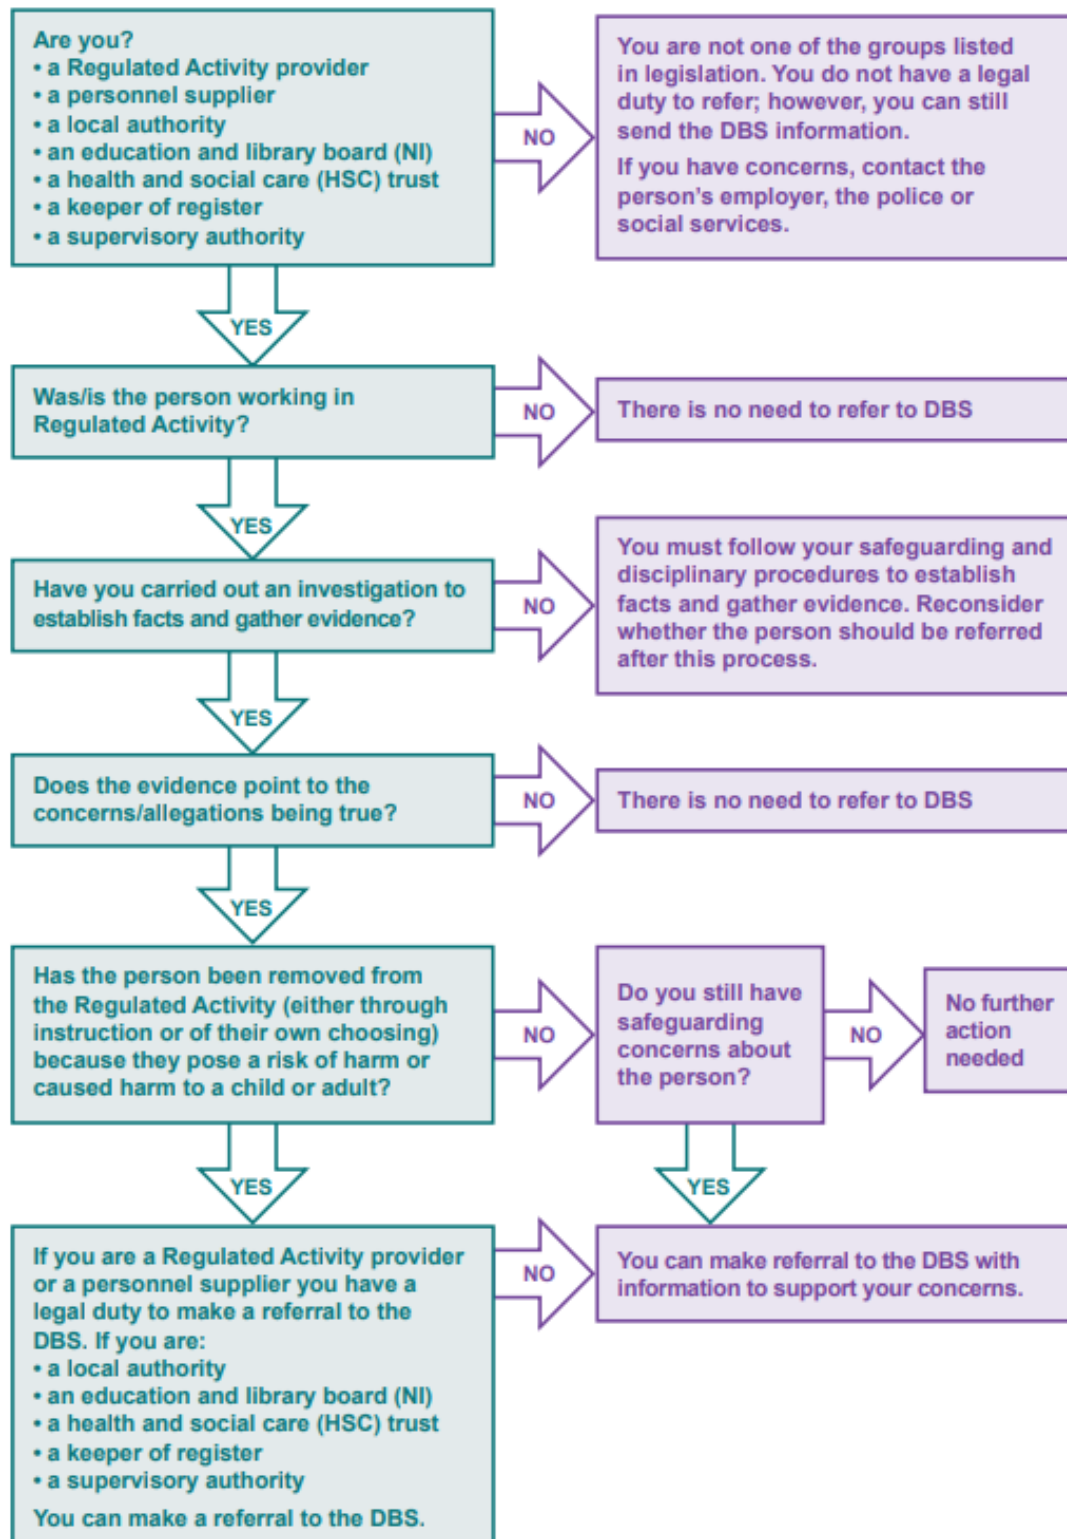 Are you?
• a Regulated Activity provider
• a personnel supplier
• a local authority
• an education and library board (NI)
• a health and social care (HSC) trust
• a keeper of register
• a supervisory authority
NO
You are not one of the groups listed
in legislation. You do not have a legal
duty to refer; however, you can still
send the DBS information.
If you have concerns, contact the
person's employer, the police or
social services.
YES
Was/is the person working in
Regulated Activity?
NO
There is no need to refer to DBS
YES
Have you carried out an investigation to
establish facts and gather evidence?
NO
You must follow your safeguarding and
disciplinary procedures to establish
facts and gather evidence. Reconsider
whether the person should be referred
after this process.
YES
Does the evidence point to the
concerns/allegations being true?
NO
There is no need to refer to DBS
YES
Has the person been removed from
the Regulated Activity (either through
instruction or of their own choosing)
because they pose a risk of harm or
caused harm to a child or adult?
NO
Do you still have
safeguarding
concerns about
the person?
NO
No further
action
needed
YES
YES
If you are a Regulated Activity provider
or a personnel supplier you have a
legal duty to make a referral to the
DBS. If you are:
• a local authority
• an education and library board (NI)
• a health and social care (HSC) trust
• a keeper of register
• a supervisory authority
You can make a referral to the DBS.
NO
You can make referral to the DBS with
information to support your concerns.